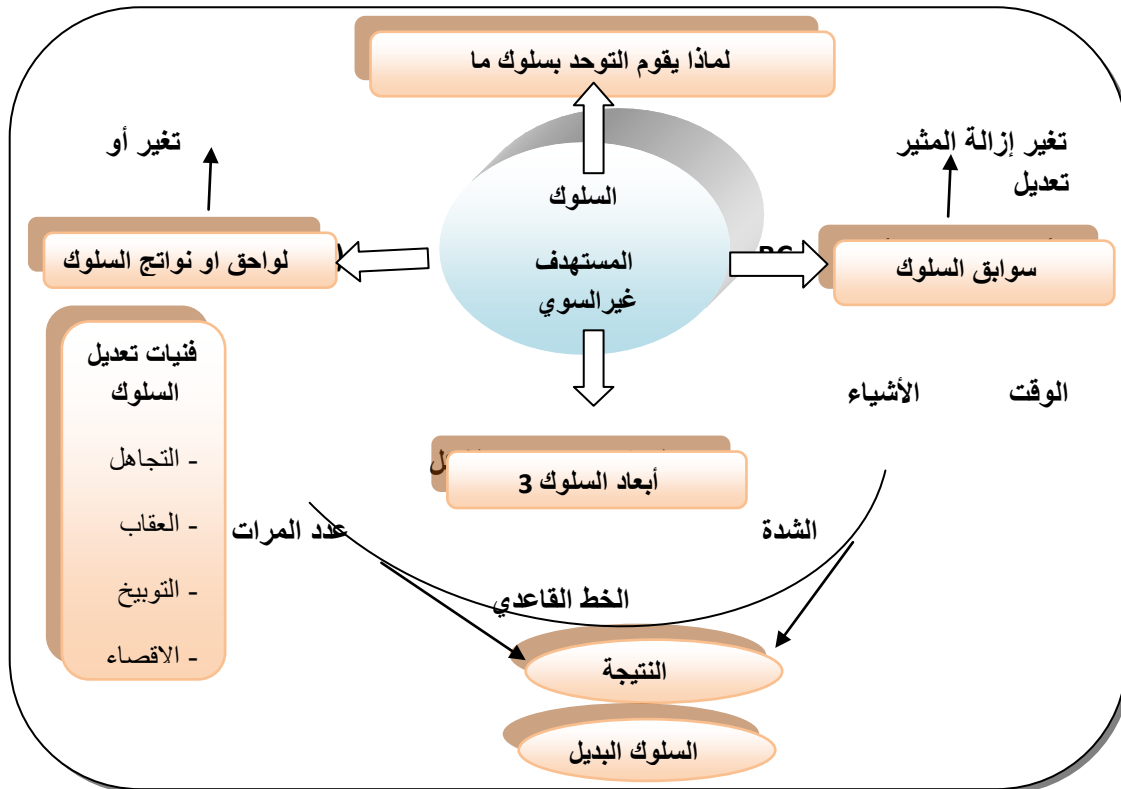 لماذا يقوم التوحد بسلوك ما
تغير إزالة المثير
تعديل
تغير أو
السلوك
المستهدف
غير السوي
سوابق السلوك
لواحق او نواتج السلوك
فنيات تعديل
السلوك
- التجاهل
- العقاب
- التوبيخ
- الاقصاء
الوقت
الأشياء
أبعاد السلوك 3
الشدة
عدد المرات
الخط القاعدي
النتيجة
السلوك البديل